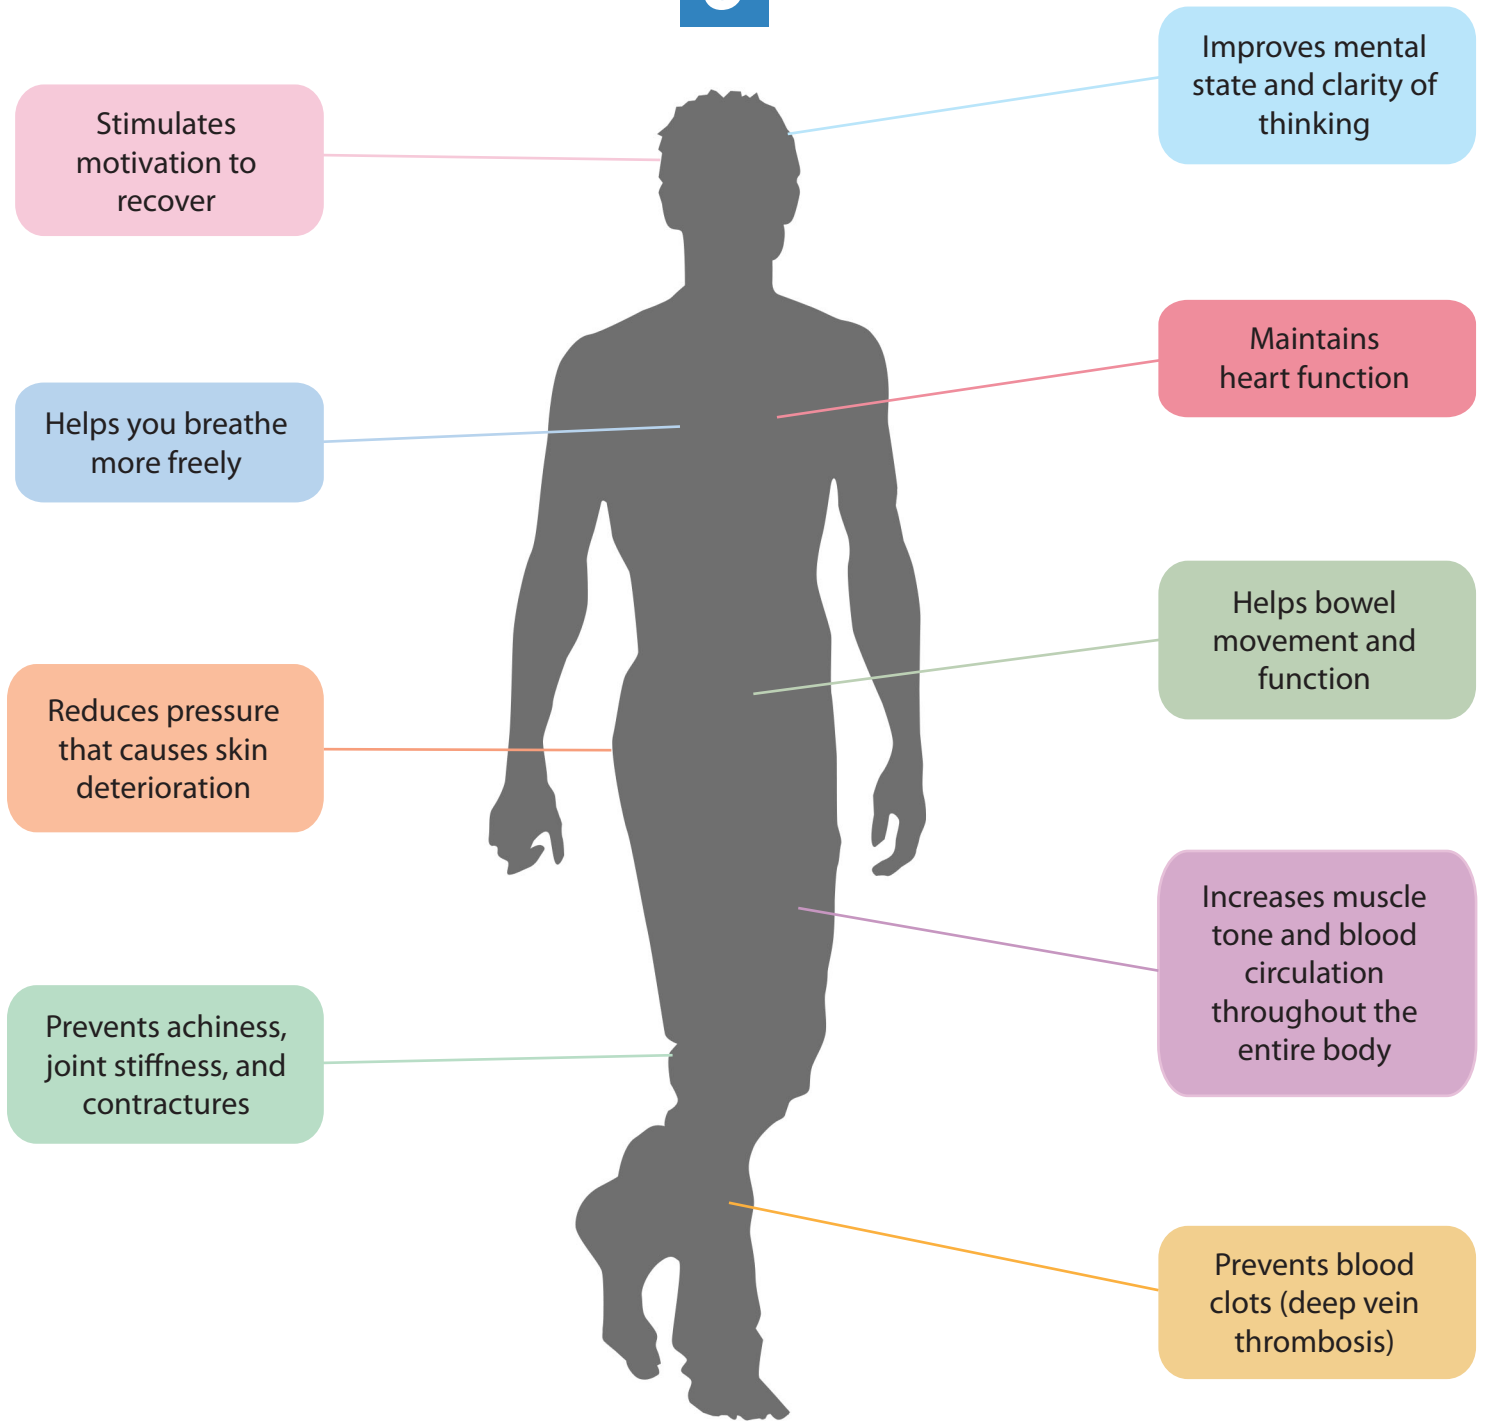 Stimulates
motivation to
recover
Improves mental
state and clarity of
thinking
Helps you breathe
more freely
Maintains
heart function
Reduces pressure
that causes skin
deterioration
Helps bowel
movement and
function
Prevents achiness,
joint stiffness, and
contractures
Increases muscle
tone and blood
circulation
throughout the
entire body
Prevents blood
clots (deep vein
thrombosis)